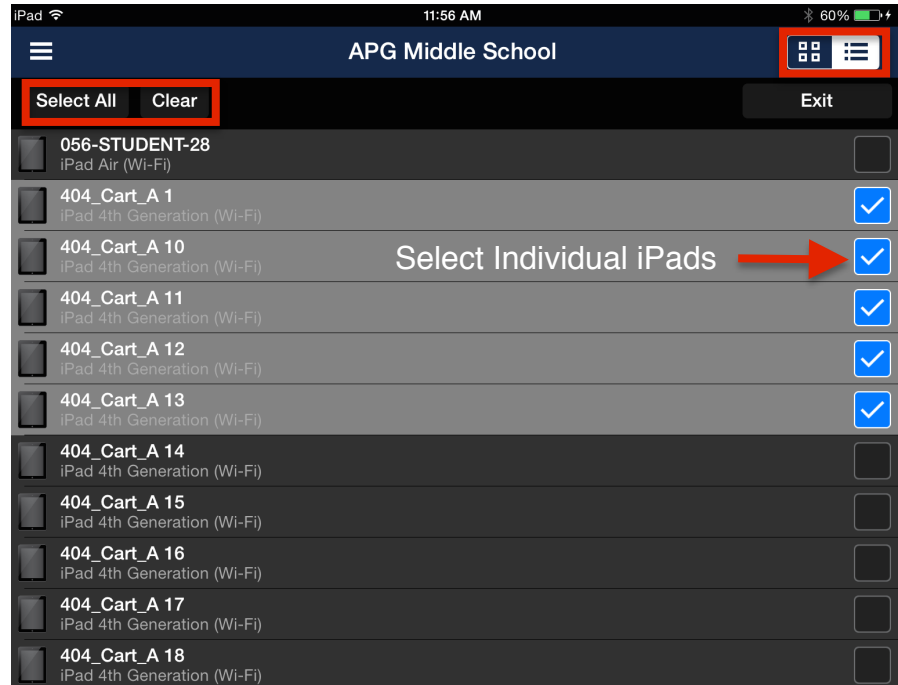 iPad 11:56 AM 60%
APG Middle School
Select All Clear Exit
056-STUDENT-28
iPad Air (Wi-Fi)
404_Cart_A 1
iPad 4th Generation (Wi-Fi)
404_Cart_A 10
iPad 4th Generation (Wi-Fi)
Select Individual iPads
404_Cart_A 11
iPad 4th Generation (Wi-Fi)
404_Cart_A 12
iPad 4th Generation (Wi-Fi)
404_Cart_A 13
iPad 4th Generation (Wi-Fi)
404_Cart_A 14
iPad 4th Generation (Wi-Fi)
404_Cart_A 15
iPad 4th Generation (Wi-Fi)
404_Cart_A 16
iPad 4th Generation (Wi-Fi)
404_Cart_A 17
iPad 4th Generation (Wi-Fi)
404_Cart_A 18
iPad 4th Generation (Wi-Fi)